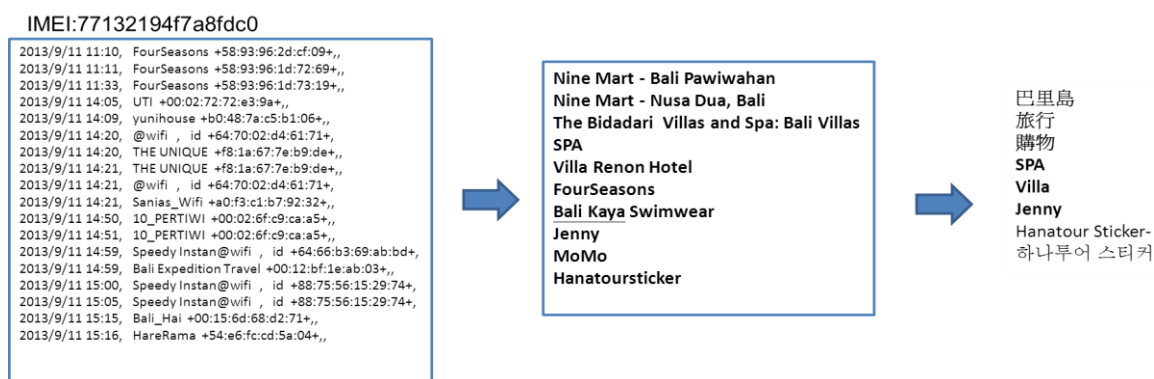 IMEI:77132194f7a8fdc0
2013/9/11 11:10, FourSeasons +58:93:96:2d:cf:09+,,
2013/9/11 11:11, FourSeasons +58:93:96:1d:72:69+,,
2013/9/11 11:33, FourSeasons +58:93:96:1d:73:19+,,
2013/9/11 14:05, UTI +00:02:72:72:e3:9a+,,
2013/9/11 14:09, yunihouse +b0:48:7a:c5:b1:06+,,
2013/9/11 14:20, @wifi , id +64:70:02:d4:61:71+,
2013/9/11 14:20, THE UNIQUE +f8:1a:67:7e:b9:de+,,
2013/9/11 14:21, THE UNIQUE +f8:1a:67:7e:b9:de+,,
2013/9/11 14:21, @wifi , id +64:70:02:d4:61:71+,
2013/9/11 14:21, Sanias_Wifi +a0:f3:c1:b7:92:32+,,
2013/9/11 14:50, 10_PERTIWI +00:02:6f:c9:ca:a5+,,
2013/9/11 14:51, 10_PERTIWI +00:02:6f:c9:ca:a5+,,
2013/9/11 14:59, Speedy Instan@wifi , id +64:66:b3:69:ab:bd+,
2013/9/11 14:59, Bali Expedition Travel +00:12:bf:1e:ab:03+,,
2013/9/11 15:00, Speedy Instan@wifi , id +88:75:56:15:29:74+,
2013/9/11 15:05, Speedy Instan@wifi , id +88:75:56:15:29:74+,
2013/9/11 15:15, Bali_Hai +00:15:6d:68:d2:71+,,
2013/9/11 15:16, HareRama +54:e6:fc:cd:5a:04+,,
Nine Mart - Bali Pawiwahan
Nine Mart - Nusa Dua, Bali
The Bidadari Villas and Spa: Bali Villas
SPA
Villa Renon Hotel
FourSeasons
Bali Kaya Swimwear
Jenny
MoMo
Hanatoursticker
巴里島
旅行
購物
SPA
Villa
Jenny
Hanatour Sticker-
하나투어 스티커